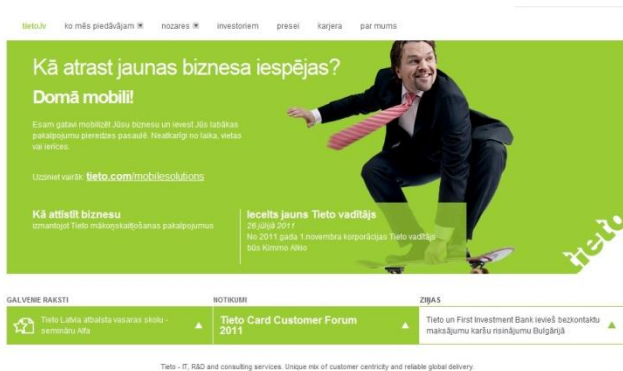 tieto.lv ko mēs piedāvājam nozares investoriem presei karjera par mums
Kā atrast jaunas biznesa iespējas?
Domā mobili!
Esam gatavi mobilizēt Jūsu biznesu un ievest Jūs labākas
pakalpojumu pieredzes pasaulē. Neatkarīgi no laika, vietas
vai ierīces.
Uzziniet vairāk: tieto.com/mobilesolutions
Kā attīstīt biznesu
izmantojot Tieto mākoņskaitļošanas pakalpojumus
Iecelts jauns Tieto vadītājs
26.jūlijā 2011
No 2011.gada 1.novembra korporācijas Tieto vadītājs
būs Kimmo Alkio
tieto
GALVENIE RAKSTI NOTIKUMI ZIŅAS
Tieto Latvia atbalsta vasaras skolu -
semināru Alfa
Tieto Card Customer Forum
2011
Tieto un First Investment Bank ievieš bezkontaktu
maksājumu karšu risinājumu Bulgārijā
Tieto - IT, R&D and consulting services. Unique mix of customer centricity and reliable global delivery.